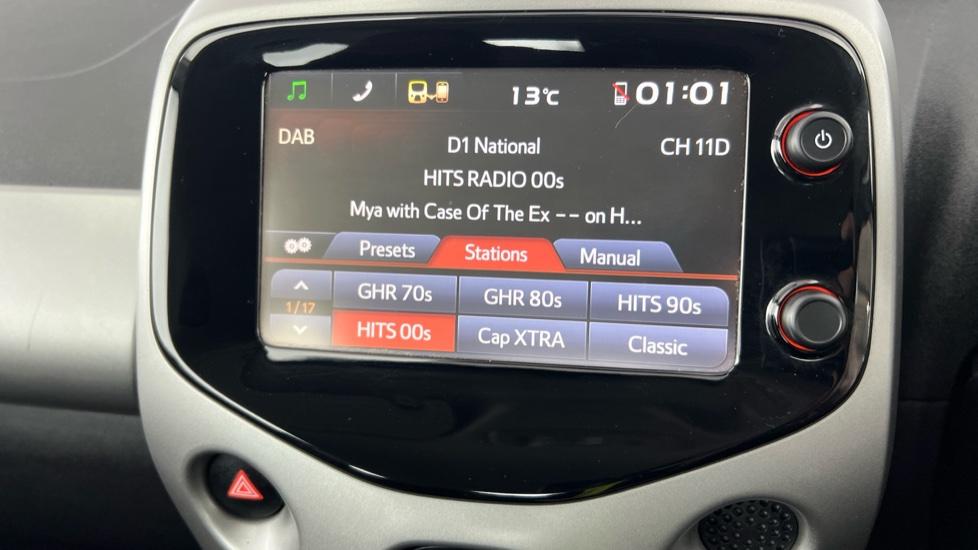 13°C 01:01
DAB D1 National CH 11D
HITS RADIO 00s
Mya with Case Of The Ex -- on H...
Presets Stations Manual
1/17
GHR 70s GHR 80s HITS 90s
HITS 00s Cap XTRA Classic